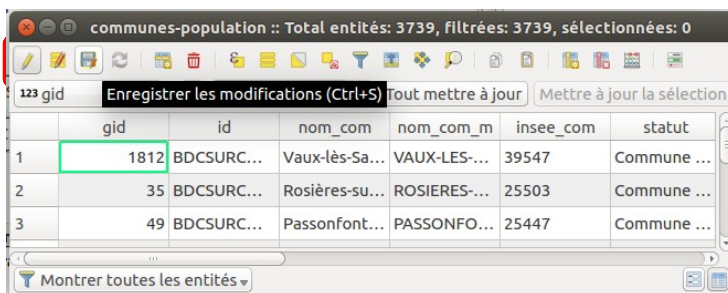 communes-population :: Total entités: 3739, filtrées: 3739, sélectionnées: 0
123 gid Enregistrer les modifications (Ctrl+S) Tout mettre à jour Mettre à jour la sélection
gid id nom_com nom_com_m insee_com statut
1 1812 BDCSURC... Vaux-lès-Sa... VAUX-LES-... 39547 Commune ...
2 35 BDCSURC... Rosières-su... ROSIERES-... 25503 Commune ...
3 49 BDCSURC... Passonfont... PASSONFO... 25447 Commune ...
Montrer toutes les entités